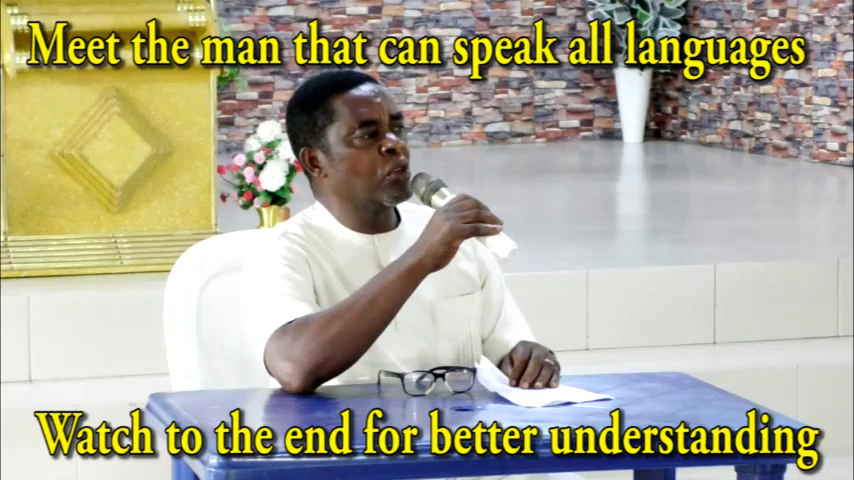 Meet the man that can speak all languages
Watch to the end for better understanding